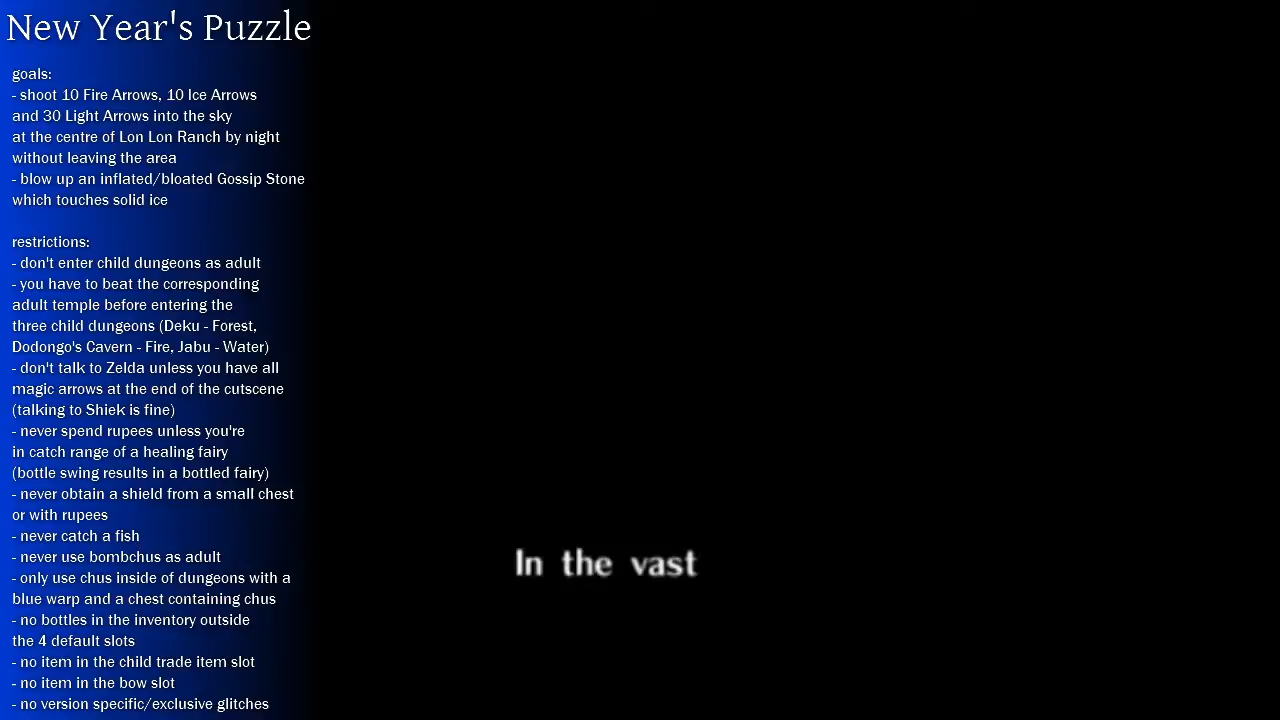 New Year's Puzzle
goals:
- shoot 10 Fire Arrows, 10 Ice Arrows
and 30 Light Arrows into the sky
at the centre of Lon Lon Ranch by night
without leaving the area
- blow up an inflated/bloated Gossip Stone
which touches solid ice
restrictions:
- don't enter child dungeons as adult
- you have to beat the corresponding
adult temple before entering the
three child dungeons (Deku - Forest,
Dodongo's Cavern - Fire, Jabu - Water)
- don't talk to Zelda unless you have all
magic arrows at the end of the cutscene
(talking to Shiek is fine)
- never spend rupees unless you're
in catch range of a healing fairy
(bottle swing results in a bottled fairy)
- never obtain a shield from a small chest
or with rupees
- never catch a fish
- never use bombchus as adult
- only use chus inside of dungeons with a
blue warp and a chest containing chus
- no bottles in the inventory outside
the 4 default slots
- no item in the child trade item slot
- no item in the bow slot
- no version specific/exclusive glitches
In the vast